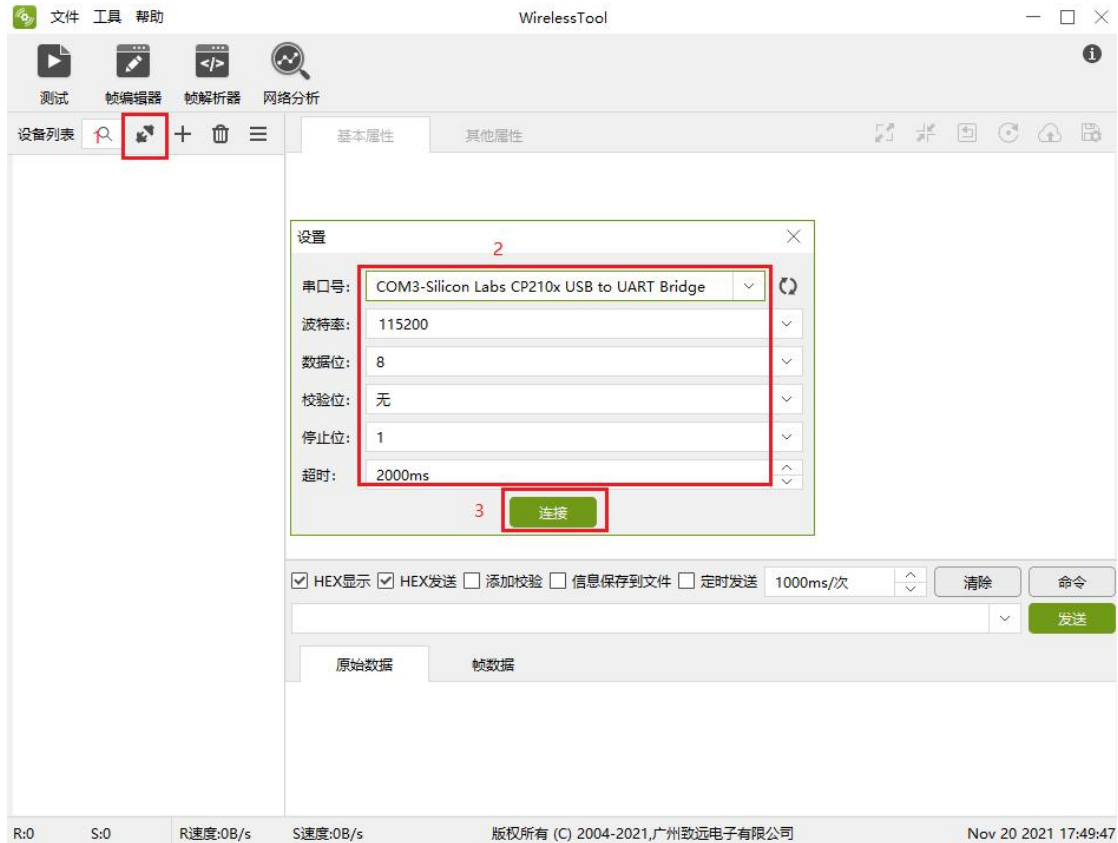 文件 工具 帮助 WirelessTool
测试 帧编辑器 帧解析器 网络分析
设备列表 1 基本属性 其他属性
设置
2
串口号: COM3-Silicon Labs CP210x USB to UART Bridge
波特率: 115200
数据位: 8
校验位: 无
停止位: 1
超时: 2000ms
3 连接
HEX显示 HEX发送 添加校验 信息保存到文件 定时发送 1000ms/次 清除 命令
发送
原始数据 帧数据
R:0 S:0 R速度:0B/s S速度:0B/s 版权所有 (C) 2004-2021,广州致远电子有限公司 Nov 20 2021 17:49:47